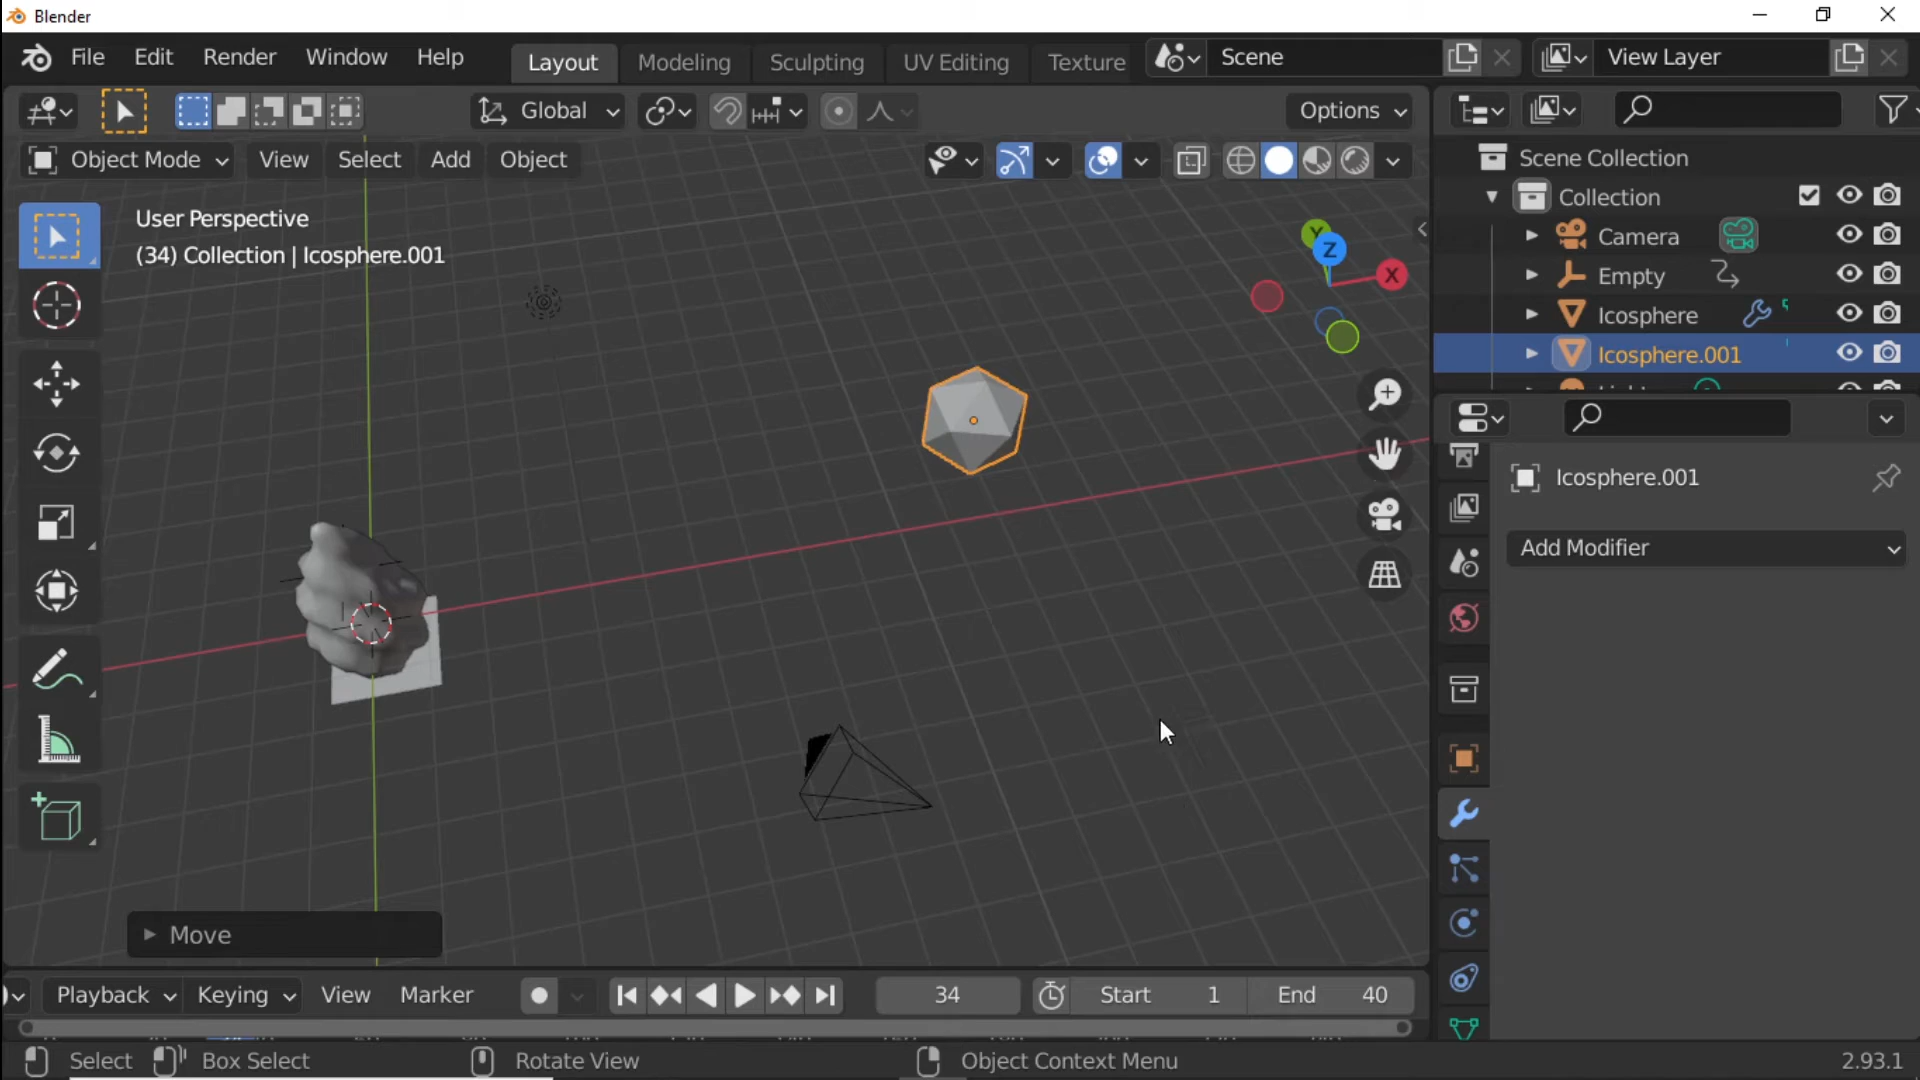 Blender
File Edit Render Window Help Layout Modeling Sculpting UV Editing Texture Scene View Layer
Global Options
Object Mode View Select Add Object
User Perspective
(34) Collection | Icosphere.001
Y
Z
X
Scene Collection
Collection
Camera
Empty
Icosphere
Icosphere.001
Icosphere.001
Add Modifier
Move
Playback Keying View Marker 34 Start 1 End 40
Select Box Select Rotate View Object Context Menu 2.93.1